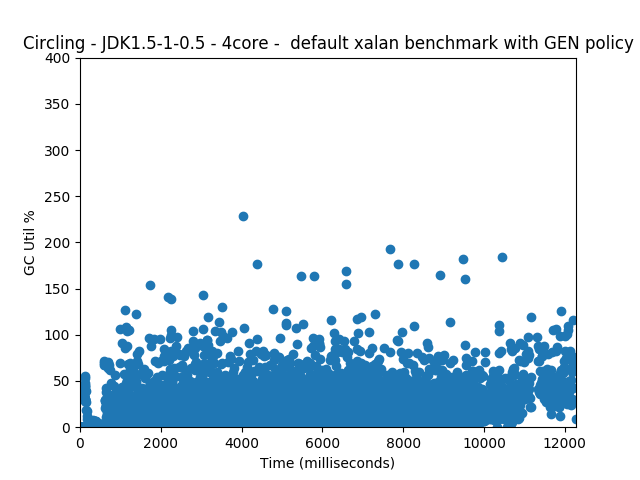 Circling - JDK1.5-1-0.5 - 4core -  default xalan benchmark with GEN policy
400
350
300
250
200
150
100
50
0
GC Util %
0 2000 4000 6000 8000 10000 12000
Time (milliseconds)